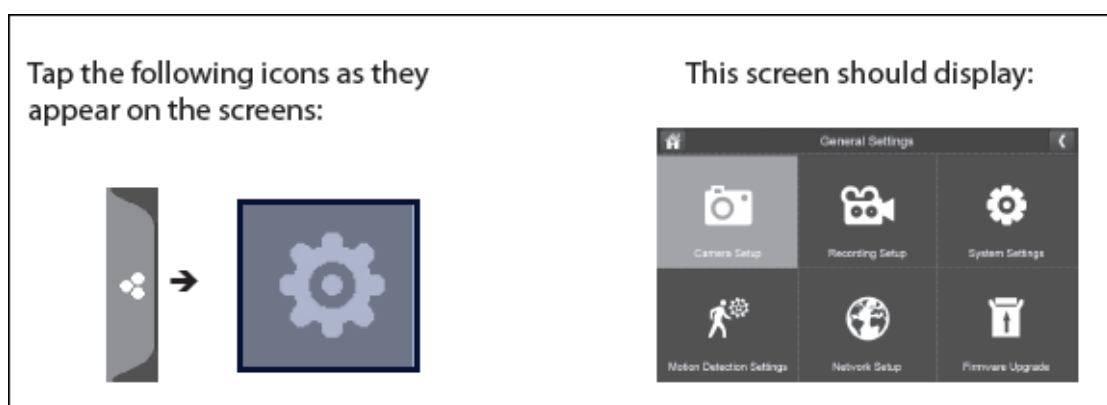 Tap the following icons as they
appear on the screens:
This screen should display:
General Settings
Camera Setup
Recording Setup
System Settings
Motion Detection Settings
Network Setup
Firmware Upgrade